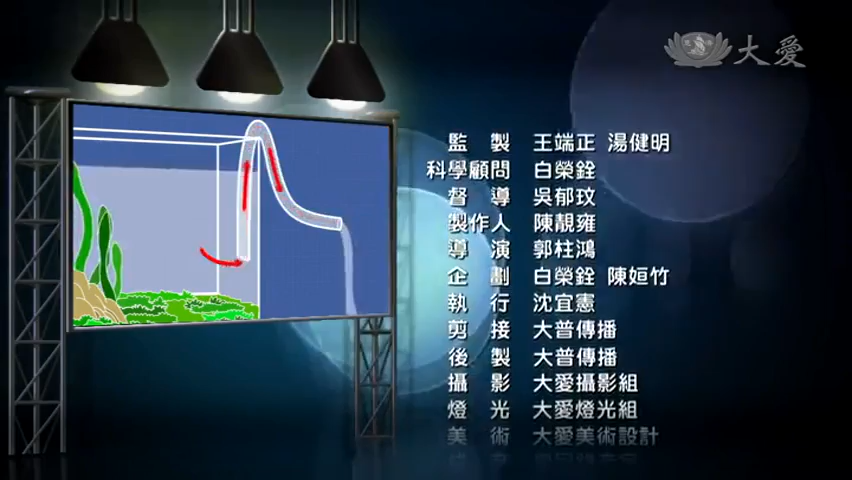 大愛
監 製 王端正 湯健明
科學顧問 白榮銓
督 導 吳郁玟
製作人 陳靚雍
導 演 郭柱鴻
企 劃 白榮銓 陳姮竹
執 行 沈宜憲
剪 接 大普傳播
後 製 大普傳播
攝 影 大愛攝影組
燈 光 大愛燈光組
美 術 大愛美術設計